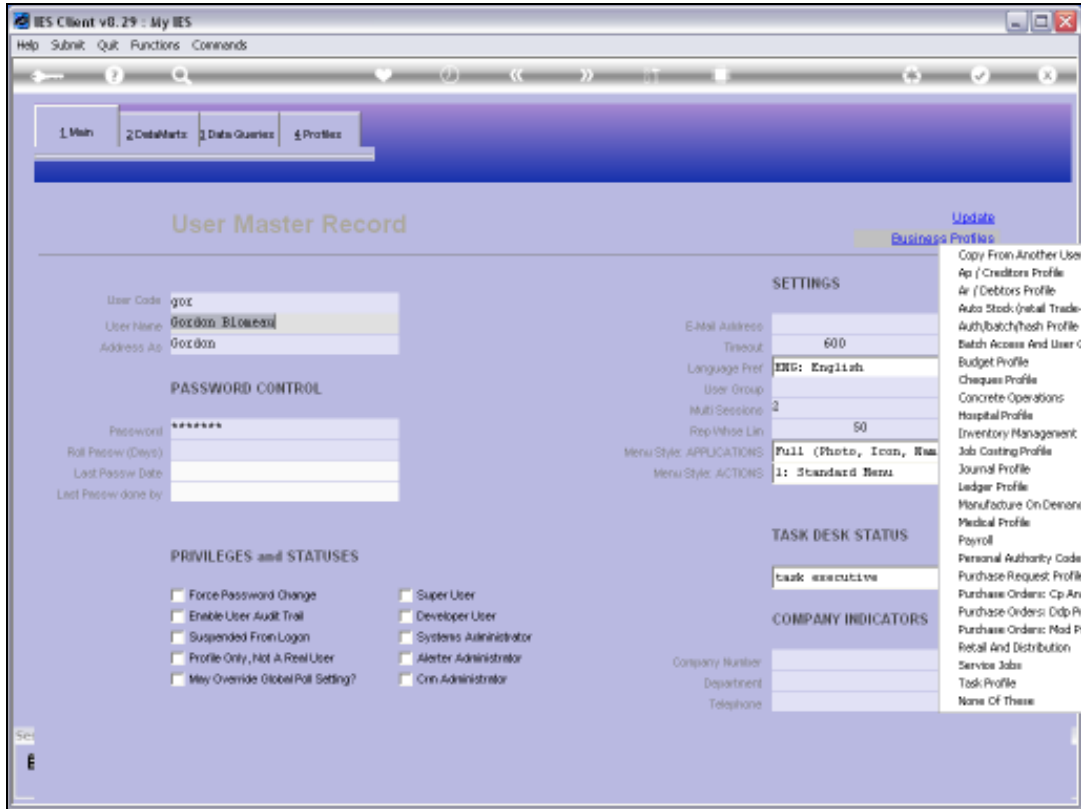 IES Client v8.29 : My IES
Help Submit Quit Functions Commands
1 Main 2 DataMarts 3 Data Queries 4 Profiles
User Master Record
Update
Business Profiles
Copy From Another User
Ap / Creditors Profile
Ar / Debtors Profile
Auto Stock (retail Trade-
Auth/batch/hash Profile
Batch Access And User
Budget Profile
Cheques Profile
Concrete Operations
Hospital Profile
Inventory Management
Job Costing Profile
Journal Profile
Ledger Profile
Manufacture On Demand
Medical Profile
Payroll
Personal Authority Code
Purchase Request Profile
Purchase Orders: Cp An
Purchase Orders: Ddp
Purchase Orders: Mod
Retail And Distribution
Service Jobs
Task Profile
None Of These
User Code gor
User Name Gordon Blomeau
Address As Gordon
PASSWORD CONTROL
Password *******
Roll Passw (Days)
Last Passw Date
Last Passw done by
PRIVILEGES and STATUSES
Force Password Change Super User
Enable User Audit Trail Developer User
Suspended From Logon Systems Administrator
Profile Only, Not A Real User Alerter Administrator
May Override Global Poll Setting? Crm Administrator
SETTINGS
E-Mail Address
Timeout 600
Language Pref ENG: English
User Group
Multi Sessions 2
Rep Whse Lim 50
Menu Style: APPLICATIONS Full (Photo, Icon, Nam
Menu Style: ACTIONS 1: Standard Menu
TASK DESK STATUS
task executive
COMPANY INDICATORS
Company Number
Department
Telephone